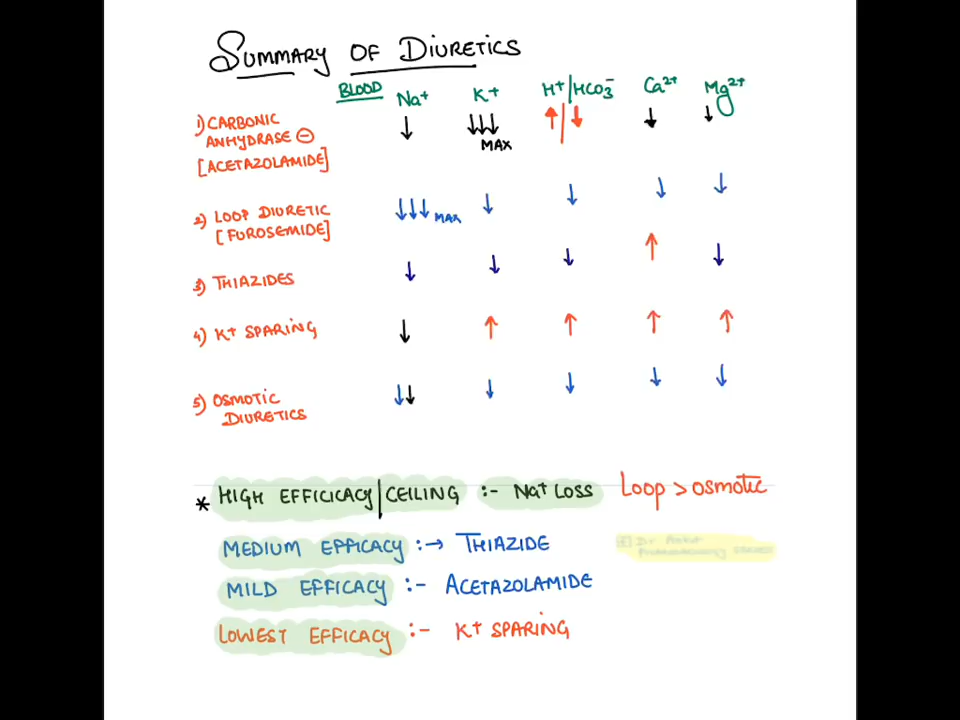 SUMMARY OF DIURETICS
BLOOD Na+ K+ H+/HCO3- Ca2+ Mg2+
1) CARBONIC ANHYDRASE ⊖ [ACETAZOLAMIDE] ↓ ↓↓↓ MAX ↑/↓ ↓ ↓
2) LOOP DIURETIC [FUROSEMIDE] ↓↓↓ MAX ↓ ↓ ↓ ↓
3) THIAZIDES ↓ ↓ ↓ ↑ ↓
4) K+ SPARING ↓ ↑ ↑ ↑ ↑
5) OSMOTIC DIURETICS ↓↓ ↓ ↓ ↓ ↓
* HIGH EFFICICACY/CEILING :- Na+ LOSS LOOP > OSMOTIC
MEDIUM EFFICACY :→ THIAZIDE
MILD EFFICACY :- ACETAZOLAMIDE
LOWEST EFFICACY :- K+ SPARING